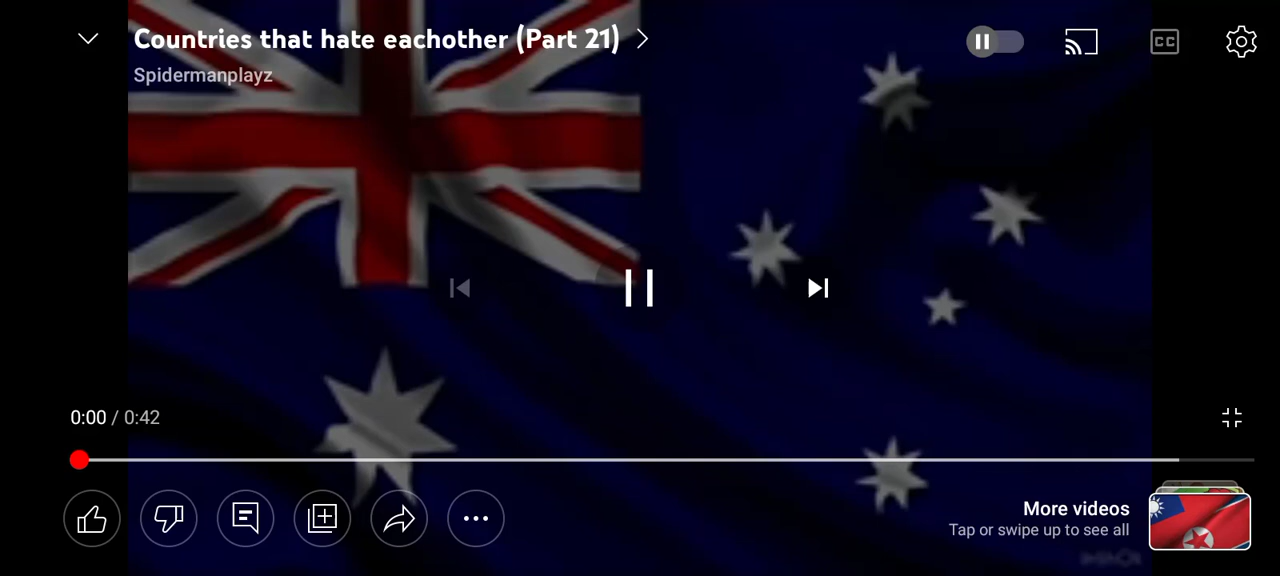 Countries that hate eachother (Part 21)
Spidermanplayz
CC
0:00 / 0:42
More videos
Tap or swipe up to see all